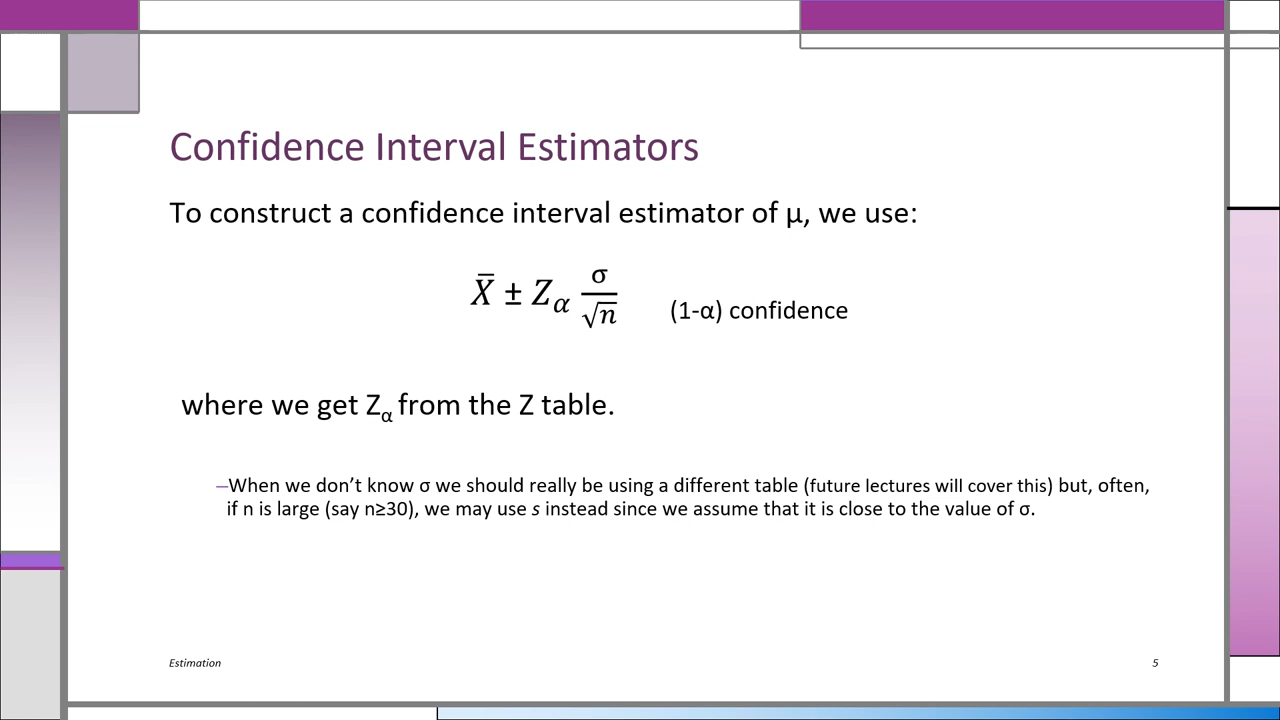 Confidence Interval Estimators
To construct a confidence interval estimator of μ, we use:
X̄ ± Z_α σ/√n (1-α) confidence
where we get Z_α from the Z table.
–When we don’t know σ we should really be using a different table (future lectures will cover this) but, often,
if n is large (say n≥30), we may use s instead since we assume that it is close to the value of σ.
Estimation 5